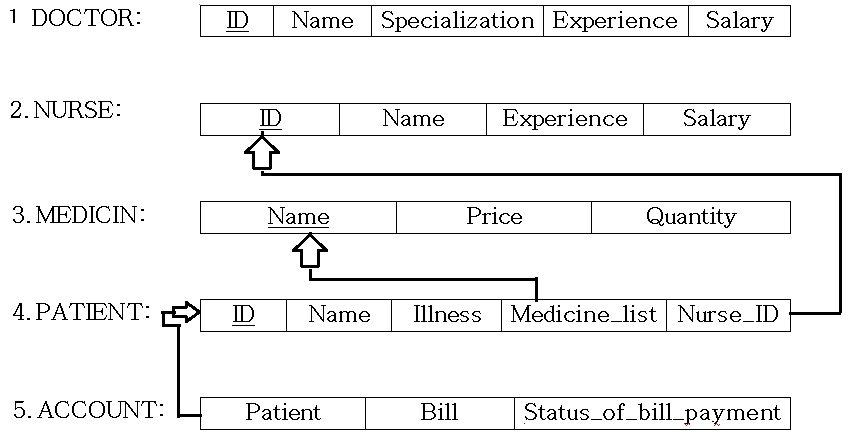 1 DOCTOR: ID Name Specialization Experience Salary
2. NURSE: ID Name Experience Salary
3. MEDICIN: Name Price Quantity
4. PATIENT: ID Name Illness Medicine_list Nurse_ID
5. ACCOUNT: Patient Bill Status_of_bill_payment